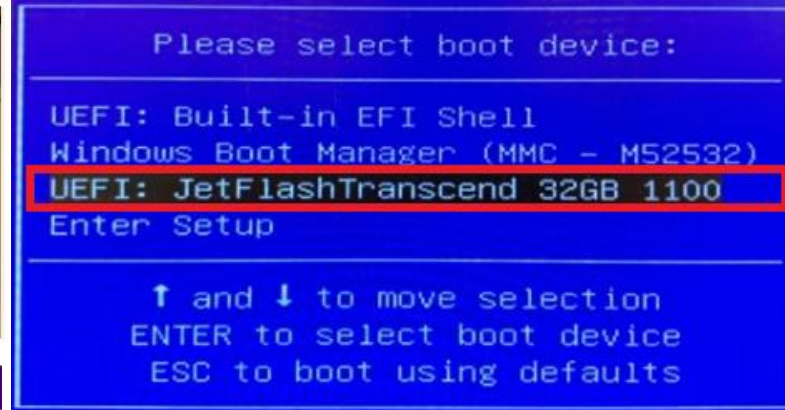 Please select boot device:
UEFI: Built-in EFI Shell
Windows Boot Manager (MMC - M52532)
UEFI: JetFlashTranscend 32GB 1100
Enter Setup
↑ and ↓ to move selection
ENTER to select boot device
ESC to boot using defaults